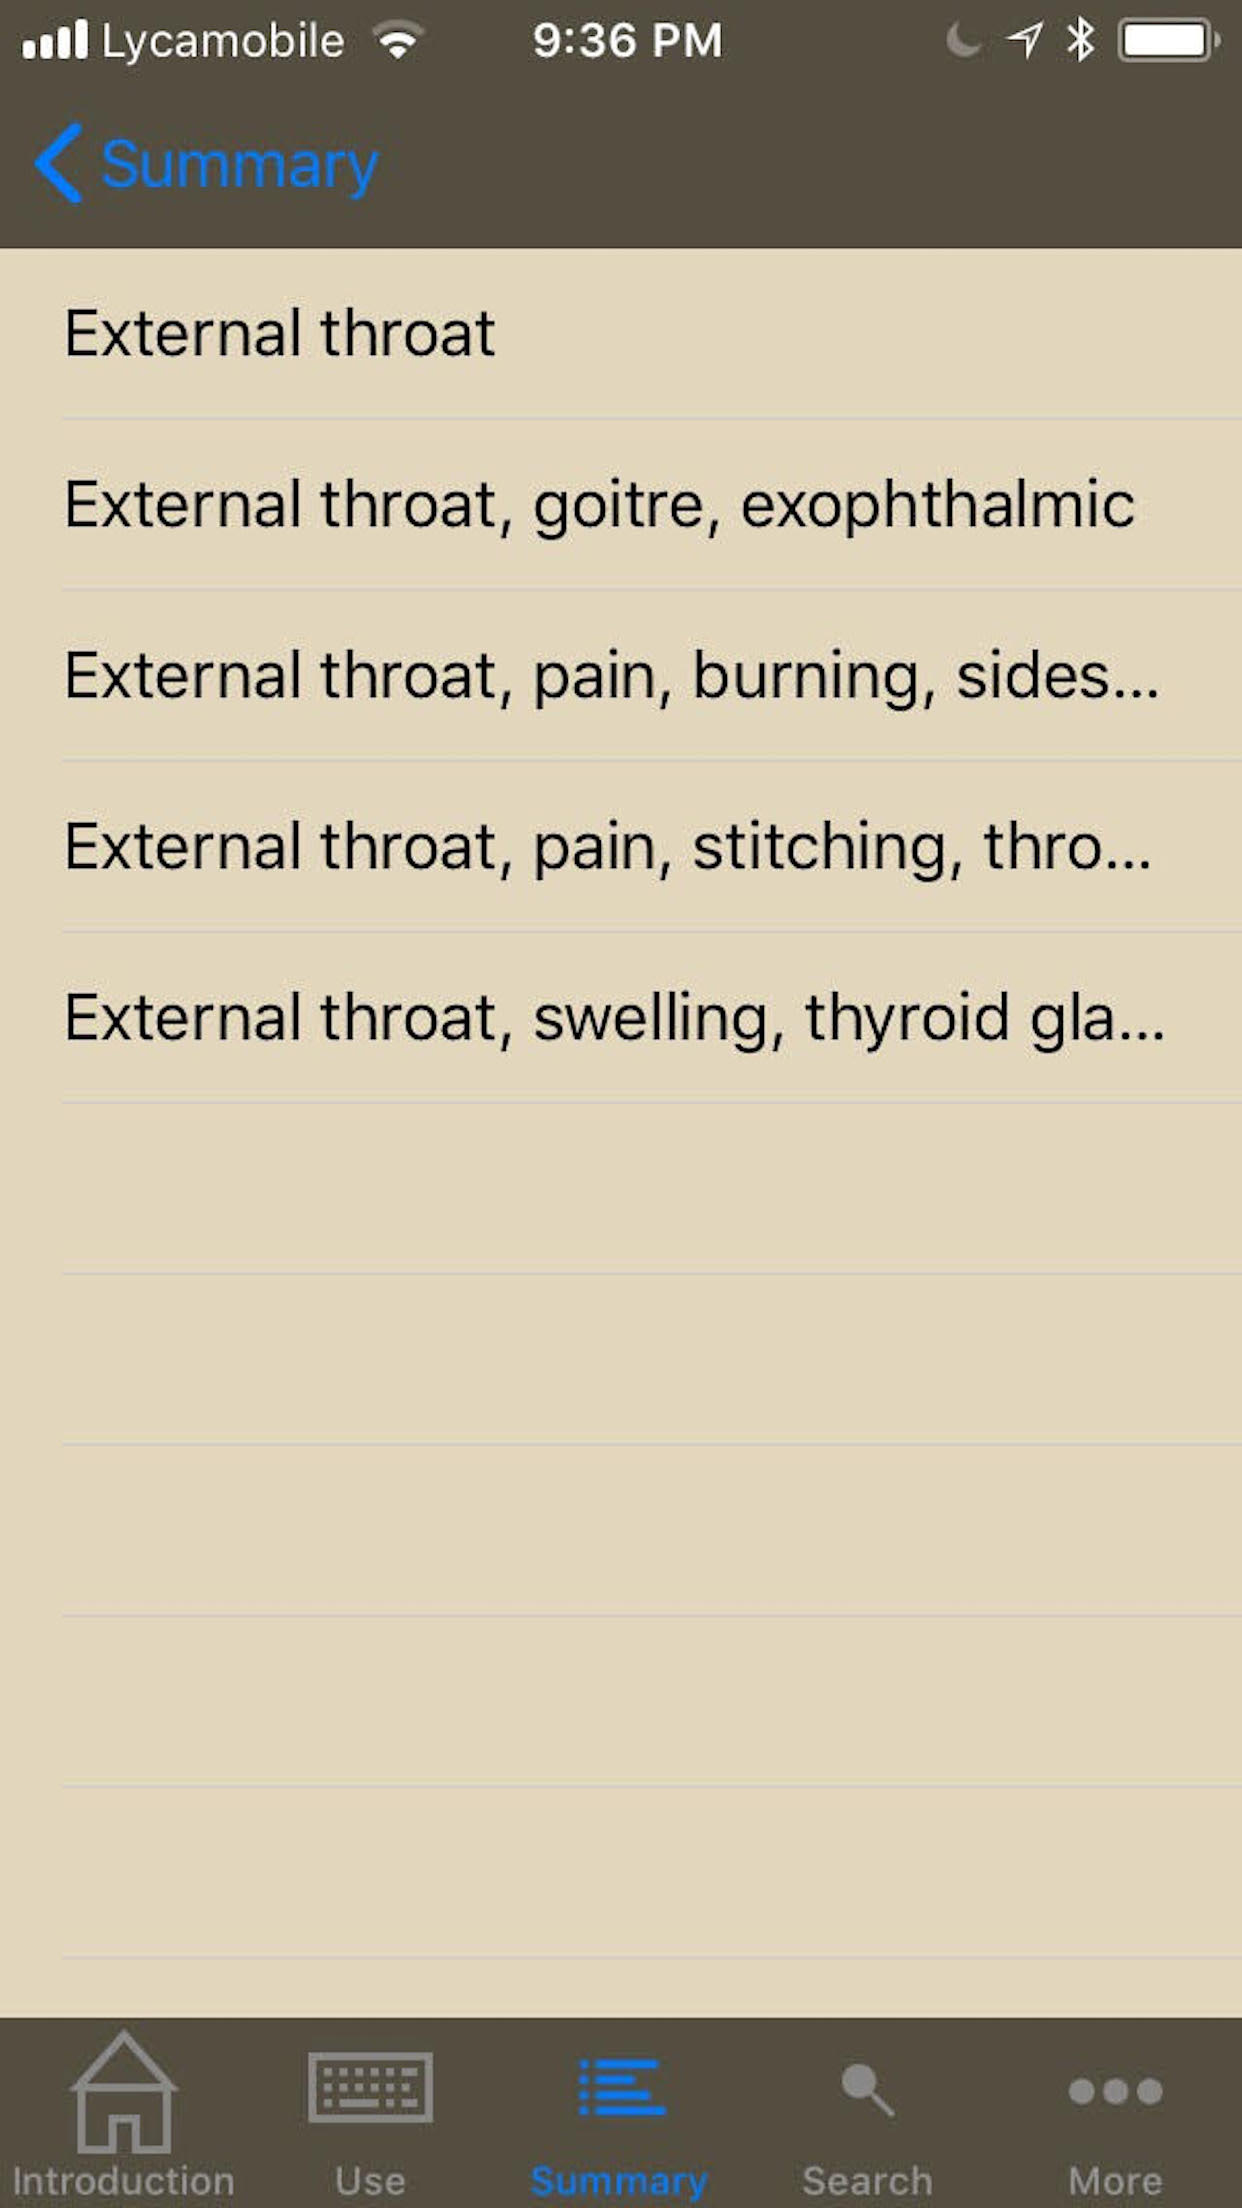 Lycamobile 9:36 PM
Summary
External throat
External throat, goitre, exophthalmic
External throat, pain, burning, sides...
External throat, pain, stitching, thro...
External throat, swelling, thyroid gla...
Introduction Use Summary Search More